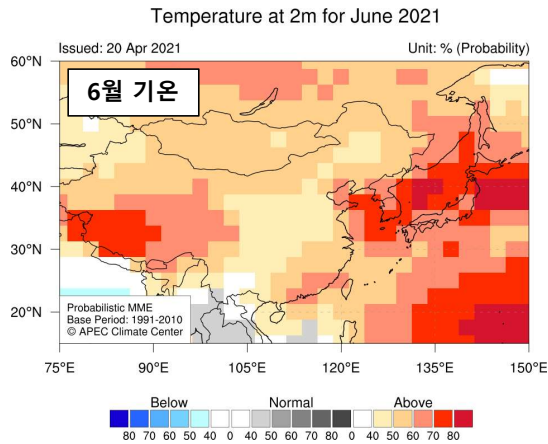 Temperature at 2m for June 2021
Issued: 20 Apr 2021 Unit: % (Probability)
6월 기온
60°N
50°N
40°N
30°N
20°N
Probabilistic MME
Base Period: 1991-2010
© APEC Climate Center
75°E 90°E 105°E 120°E 135°E 150°E
Below Normal Above
80 70 60 50 40 0 40 50 60 70 80 0 40 50 60 70 80